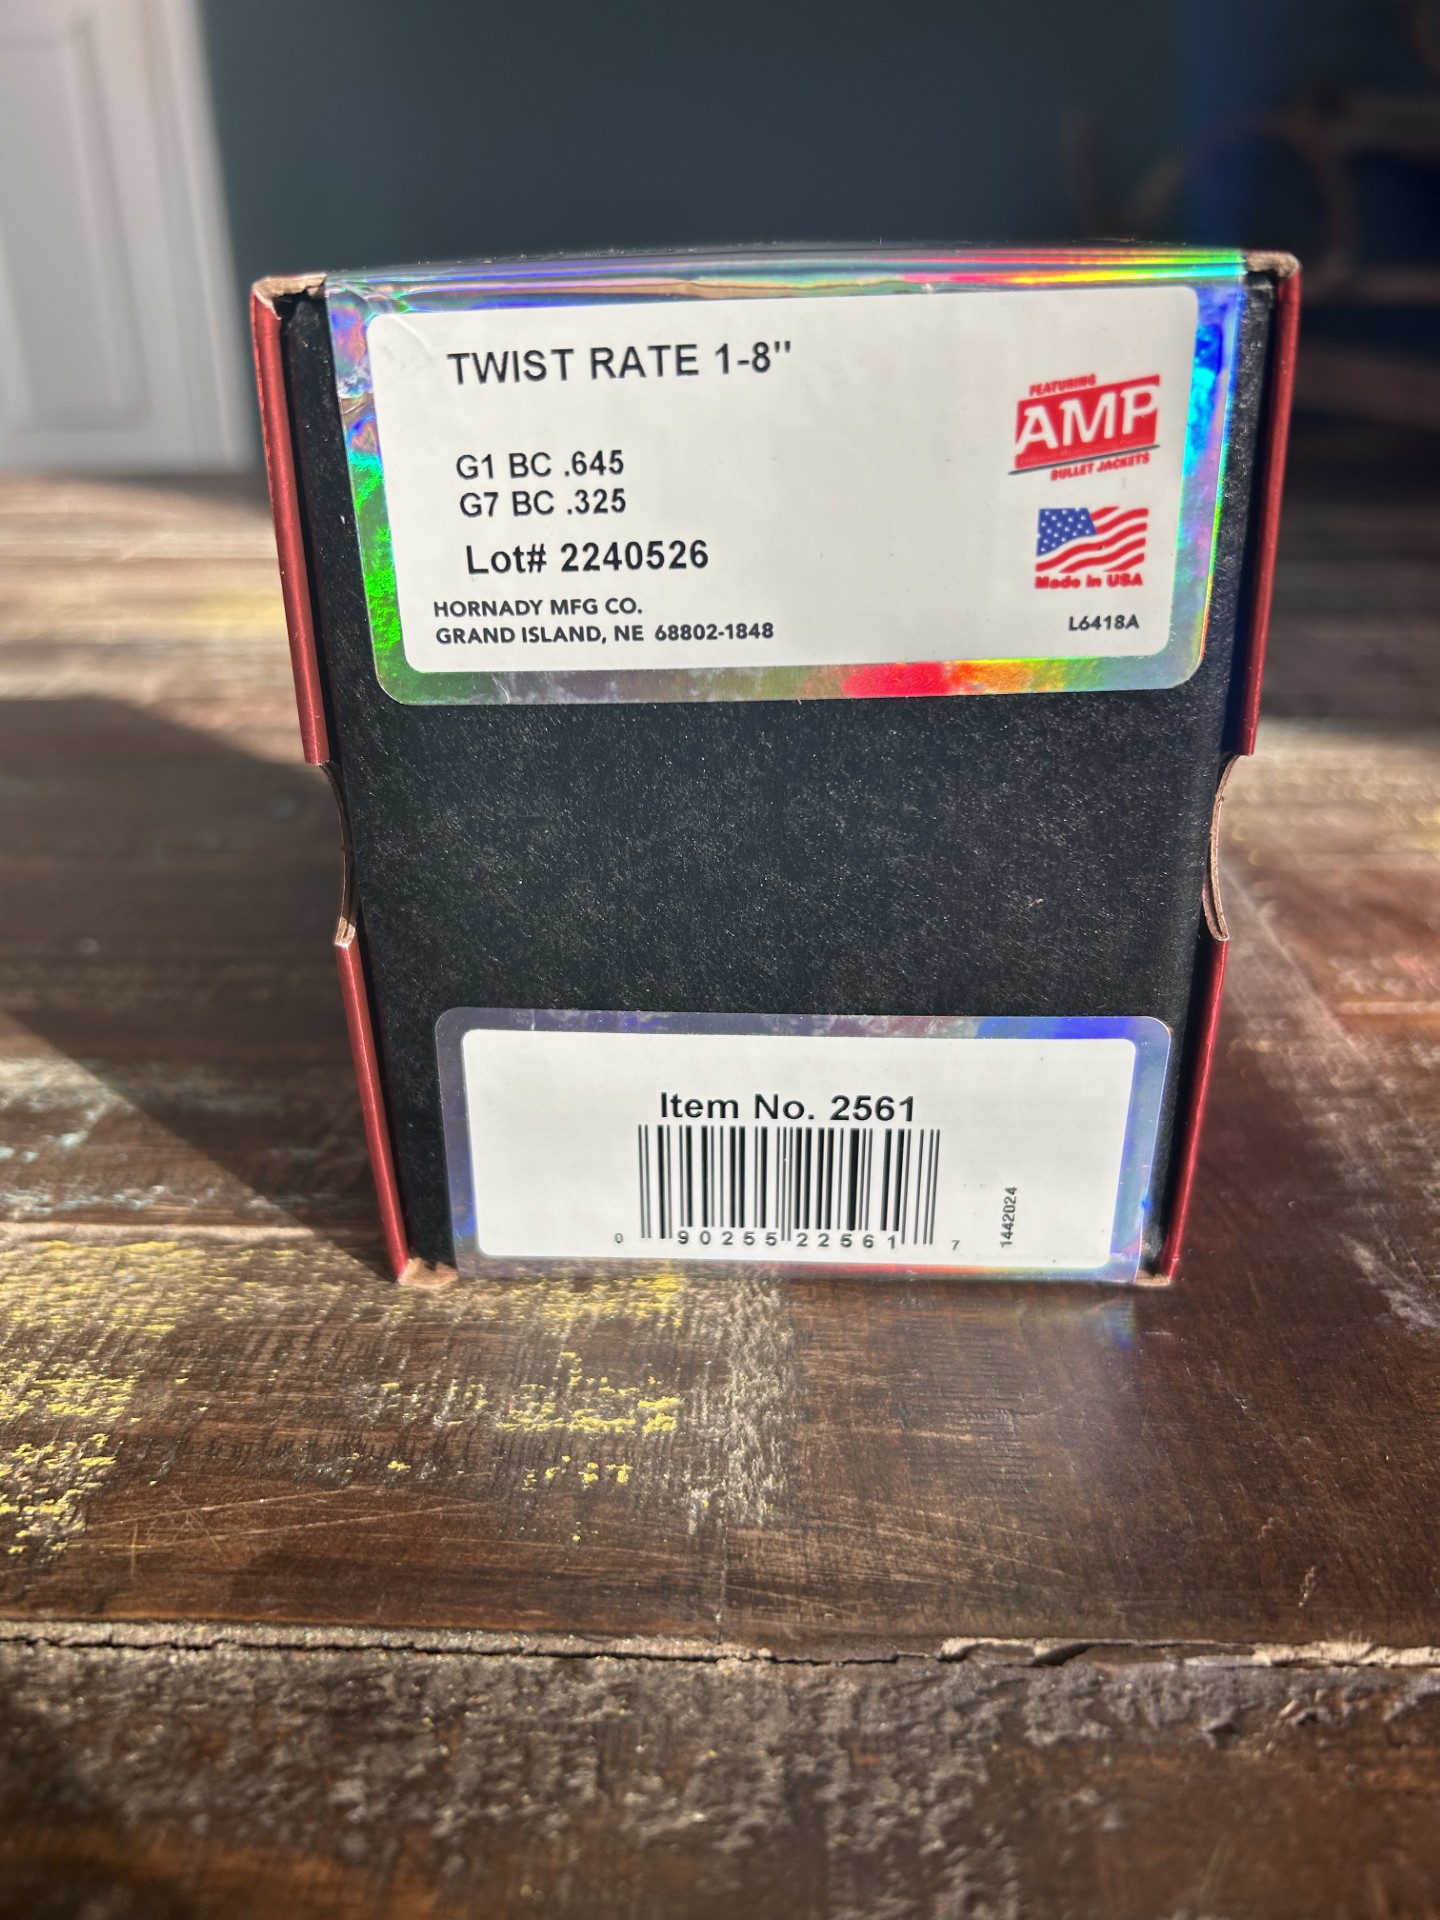 TWIST RATE 1-8"
FEATURING
AMP
BULLET JACKETS
G1 BC .645
G7 BC .325
Lot# 2240526
Made in USA
HORNADY MFG CO.
GRAND ISLAND, NE 68802-1848
L6418A
Item No. 2561
0 90255 22561 7
1442024